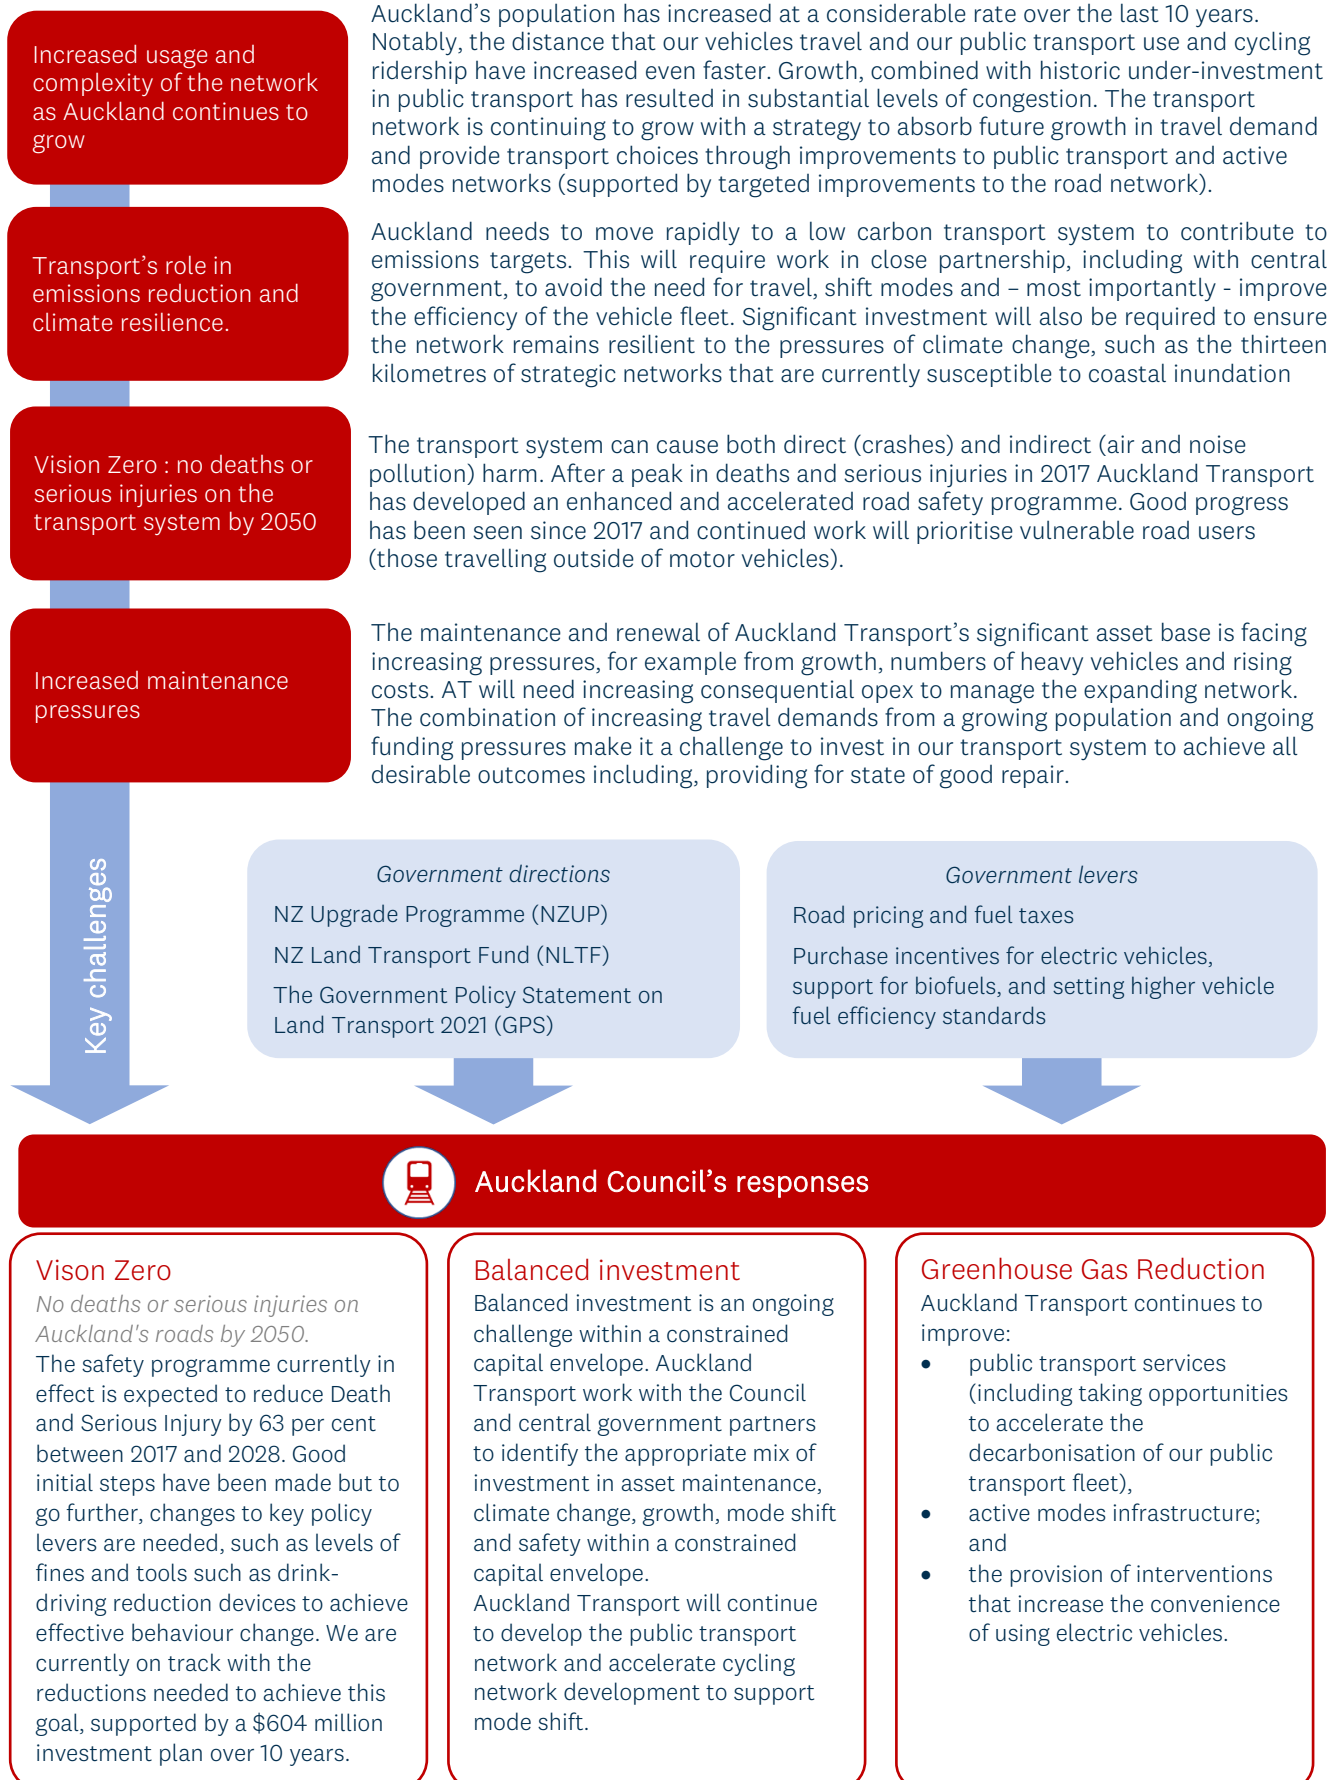 Increased usage and
complexity of the network
as Auckland continues to
grow
Auckland's population has increased at a considerable rate over the last 10 years.
Notably, the distance that our vehicles travel and our public transport use and cycling
ridership have increased even faster. Growth, combined with historic under-investment
in public transport has resulted in substantial levels of congestion. The transport
network is continuing to grow with a strategy to absorb future growth in travel demand
and provide transport choices through improvements to public transport and active
modes networks (supported by targeted improvements to the road network).
Transport's role in
emissions reduction and
climate resilience.
Auckland needs to move rapidly to a low carbon transport system to contribute to
emissions targets. This will require work in close partnership, including with central
government, to avoid the need for travel, shift modes and – most importantly - improve
the efficiency of the vehicle fleet. Significant investment will also be required to ensure
the network remains resilient to the pressures of climate change, such as the thirteen
kilometres of strategic networks that are currently susceptible to coastal inundation
Vision Zero : no deaths or
serious injuries on the
transport system by 2050
The transport system can cause both direct (crashes) and indirect (air and noise
pollution) harm. After a peak in deaths and serious injuries in 2017 Auckland Transport
has developed an enhanced and accelerated road safety programme. Good progress
has been seen since 2017 and continued work will prioritise vulnerable road users
(those travelling outside of motor vehicles).
Increased maintenance
pressures
The maintenance and renewal of Auckland Transport's significant asset base is facing
increasing pressures, for example from growth, numbers of heavy vehicles and rising
costs. AT will need increasing consequential opex to manage the expanding network.
The combination of increasing travel demands from a growing population and ongoing
funding pressures make it a challenge to invest in our transport system to achieve all
desirable outcomes including, providing for state of good repair.
Key challenges
Government directions
NZ Upgrade Programme (NZUP)
NZ Land Transport Fund (NLTF)
The Government Policy Statement on
Land Transport 2021 (GPS)
Government levers
Road pricing and fuel taxes
Purchase incentives for electric vehicles,
support for biofuels, and setting higher vehicle
fuel efficiency standards
Auckland Council's responses
Vison Zero
No deaths or serious injuries on
Auckland's roads by 2050.
The safety programme currently in
effect is expected to reduce Death
and Serious Injury by 63 per cent
between 2017 and 2028. Good
initial steps have been made but to
go further, changes to key policy
levers are needed, such as levels of
fines and tools such as drink-
driving reduction devices to achieve
effective behaviour change. We are
currently on track with the
reductions needed to achieve this
goal, supported by a $604 million
investment plan over 10 years.
Balanced investment
Balanced investment is an ongoing
challenge within a constrained
capital envelope. Auckland
Transport work with the Council
and central government partners
to identify the appropriate mix of
investment in asset maintenance,
climate change, growth, mode shift
and safety within a constrained
capital envelope.
Auckland Transport will continue
to develop the public transport
network and accelerate cycling
network development to support
mode shift.
Greenhouse Gas Reduction
Auckland Transport continues to
improve:
• public transport services
(including taking opportunities
to accelerate the
decarbonisation of our public
transport fleet),
• active modes infrastructure;
and
• the provision of interventions
that increase the convenience
of using electric vehicles.